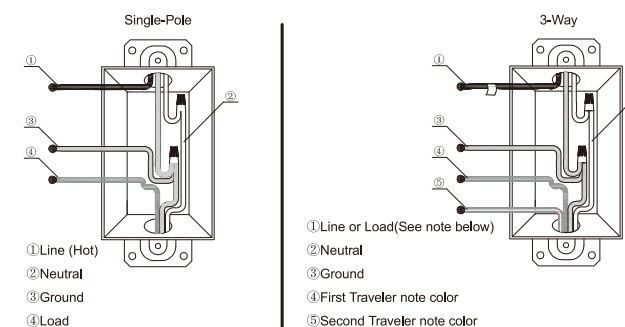 Single-Pole
①
②
③
④
①Line (Hot)
②Neutral
③Ground
④Load
3-Way
①
③
④
⑤
①Line or Load(See note below)
②Neutral
③Ground
④First Traveler note color
⑤Second Traveler note color